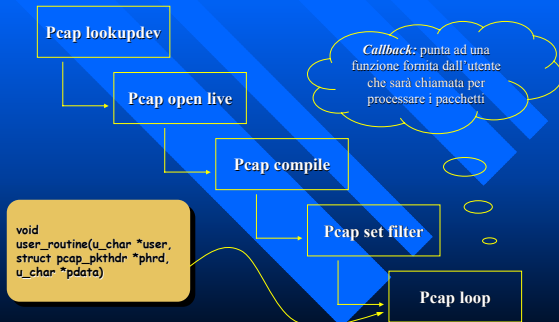 Pcap lookupdev
Callback: punta ad una
funzione fornita dall'utente
che sarà chiamata per
processare i pacchetti
Pcap open live
Pcap compile
Pcap set filter
void
user_routine(u_char *user,
struct pcap_pkthdr *phrd,
u_char *pdata)
Pcap loop